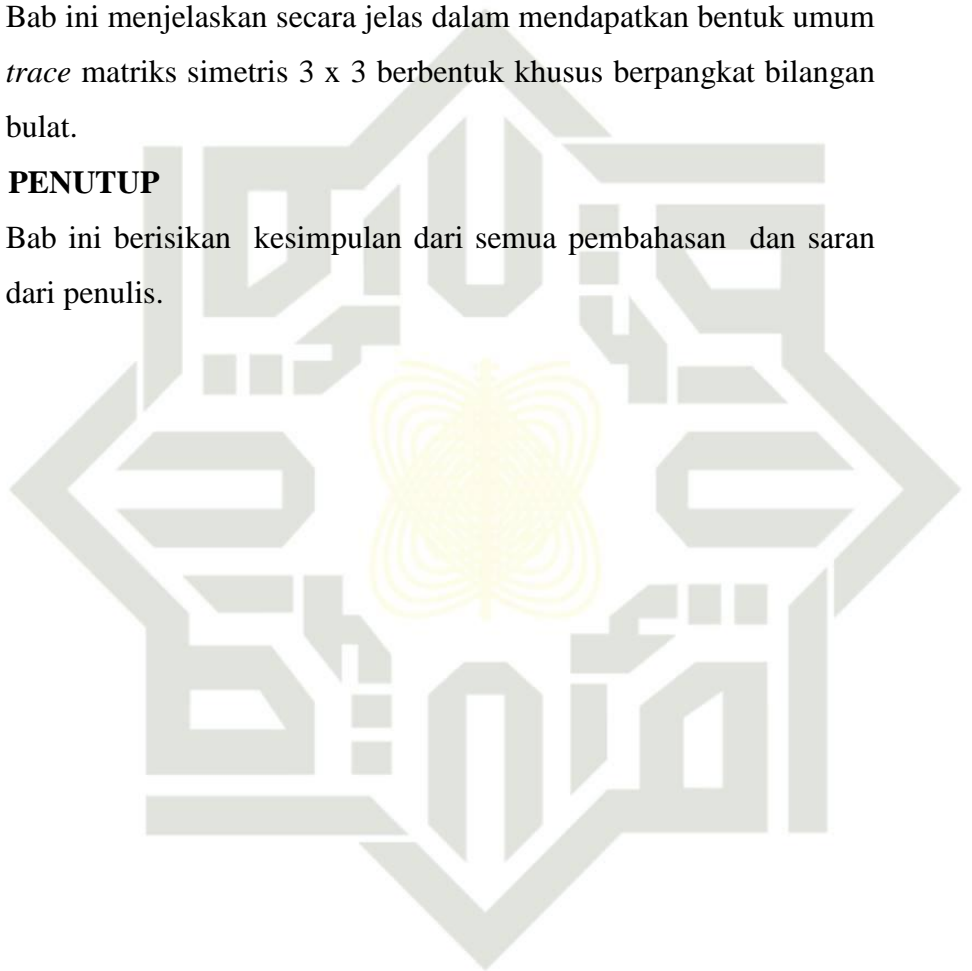 Bab ini menjelaskan secara jelas dalam mendapatkan bentuk umum
trace matriks simetris 3 x 3 berbentuk khusus berpangkat bilangan
bulat.
PENUTUP
Bab ini berisikan kesimpulan dari semua pembahasan dan saran
dari penulis.